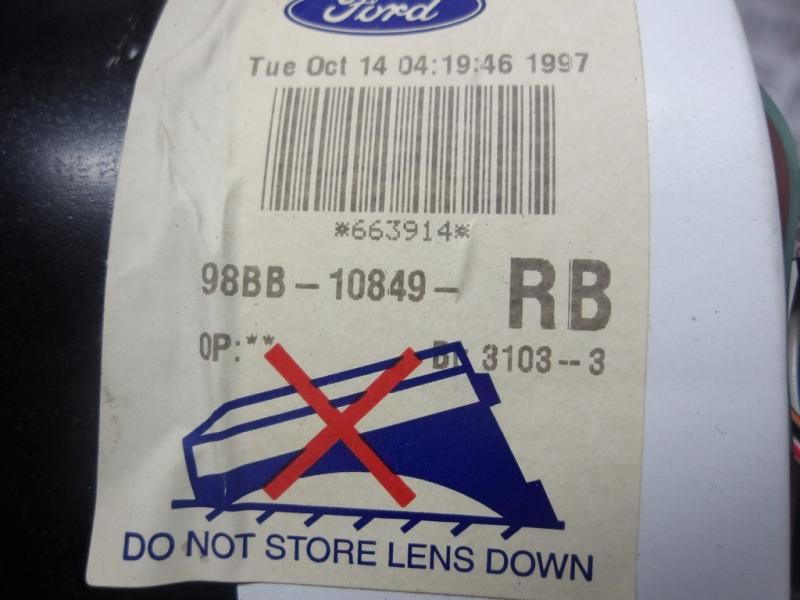 Ford
Tue Oct 14 04:19:46 1997
*663914*
98BB-10849- RB
OP:** 3103--3
DO NOT STORE LENS DOWN